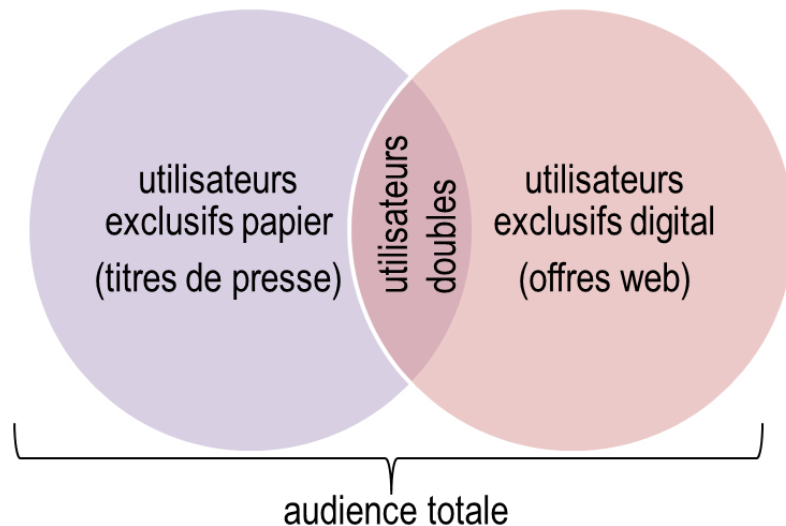 utilisateurs
exclusifs papier
(titres de presse)
utilisateurs
doubles
utilisateurs
exclusifs digital
(offres web)
audience totale